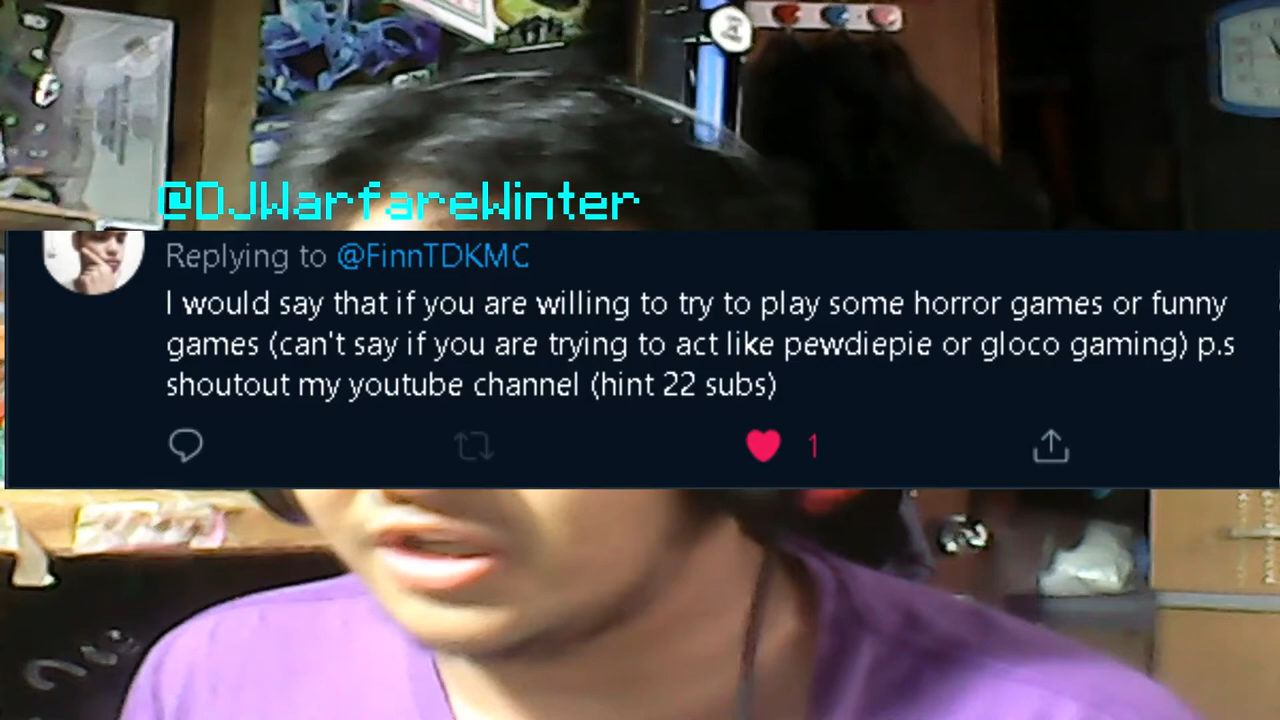 @DJWarfareWinter
Replying to @FinnTDKMC
I would say that if you are willing to try to play some horror games or funny
games (can't say if you are trying to act like pewdiepie or gloco gaming) p.s
shoutout my youtube channel (hint 22 subs)
1